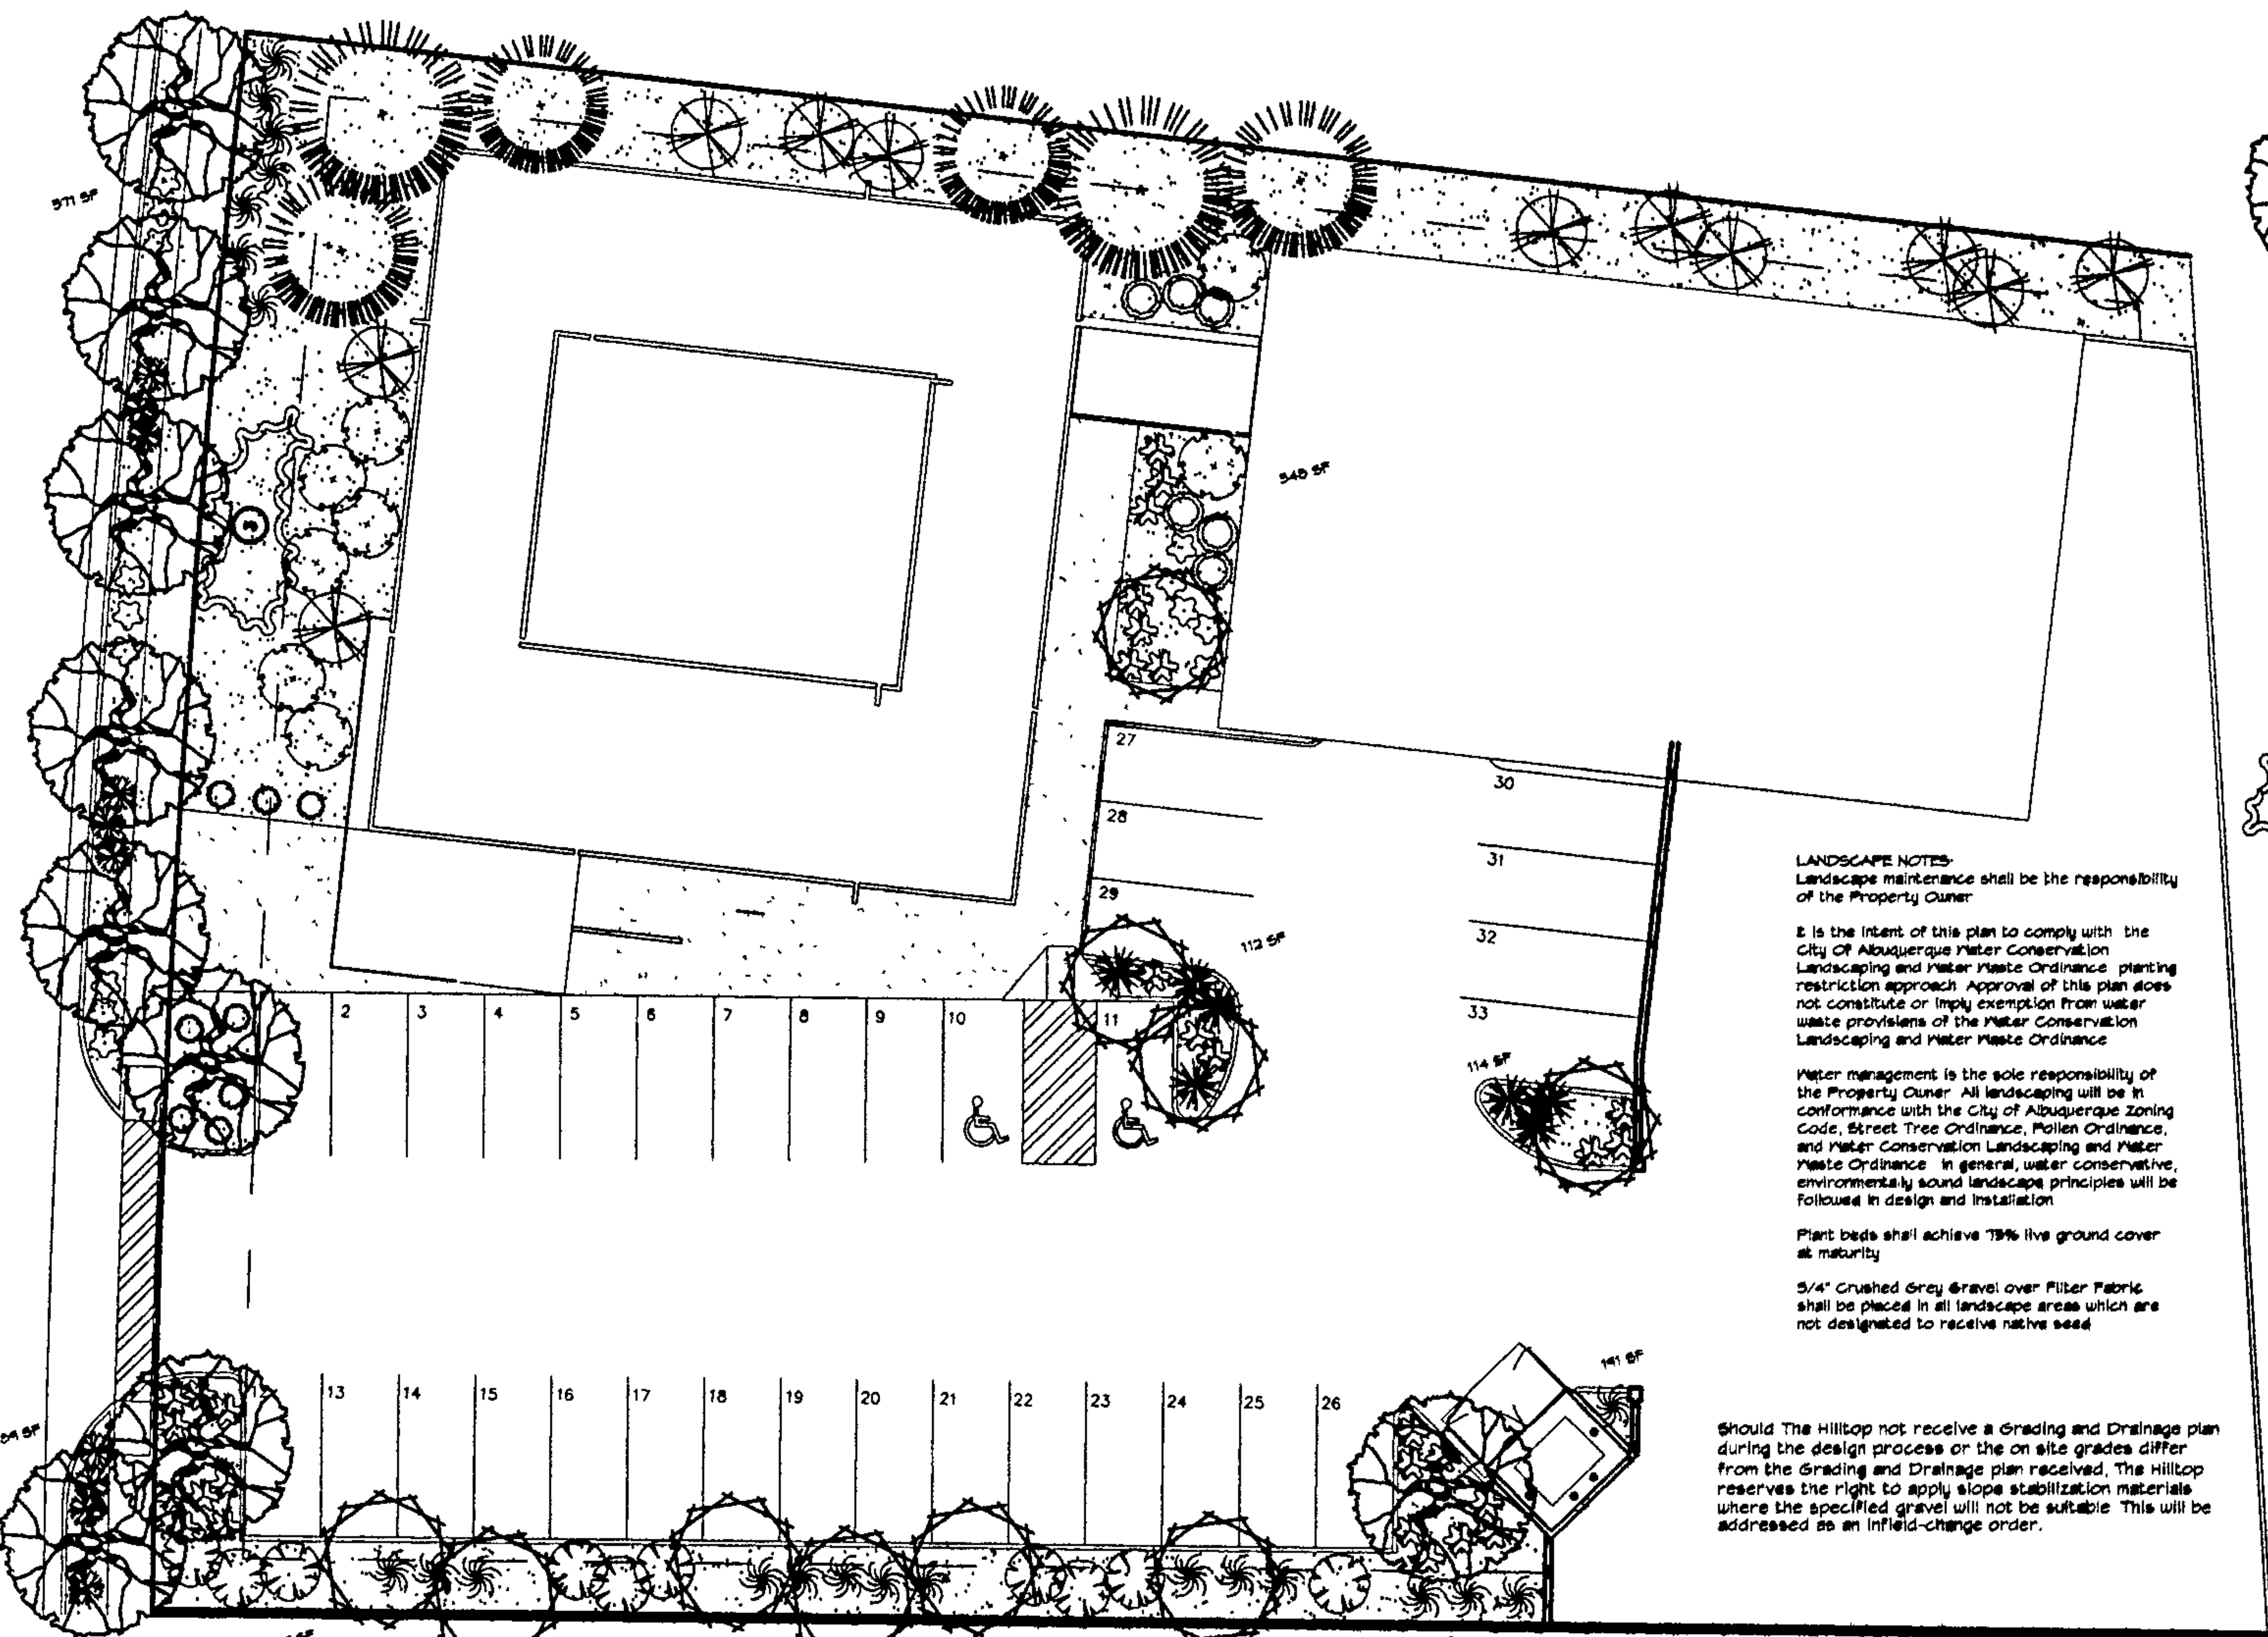 571 SF
548 SF
27
28
29
30
31
32
33
112 SF
114 SF
2
3
4
5
6
7
8
9
10
11
LANDSCAPE NOTES:
Landscape maintenance shall be the responsibility
of the Property Owner
It is the intent of this plan to comply with the
City Of Albuquerque Water Conservation
Landscaping and Water Waste Ordinance planting
restriction approach Approval of this plan does
not constitute or imply exemption from water
waste provisions of the Water Conservation
Landscaping and Water Waste Ordinance
Water management is the sole responsibility of
the Property Owner All landscaping will be in
conformance with the City of Albuquerque Zoning
Code, Street Tree Ordinance, Pollen Ordinance,
and Water Conservation Landscaping and Water
Waste Ordinance In general, water conservative,
environmentally sound landscape principles will be
followed in design and installation
Plant beds shall achieve 75% live ground cover
at maturity
3/4" Crushed Grey Gravel over Filter Fabric
shall be placed in all landscape areas which are
not designated to receive native seed
191 SF
13
14
15
16
17
18
19
20
21
22
23
24
25
26
Should The Hilltop not receive a Grading and Drainage plan
during the design process or the on site grades differ
from the Grading and Drainage plan received, The Hilltop
reserves the right to apply slope stabilization materials
where the specified gravel will not be suitable This will be
addressed as an infield-change order.
SF